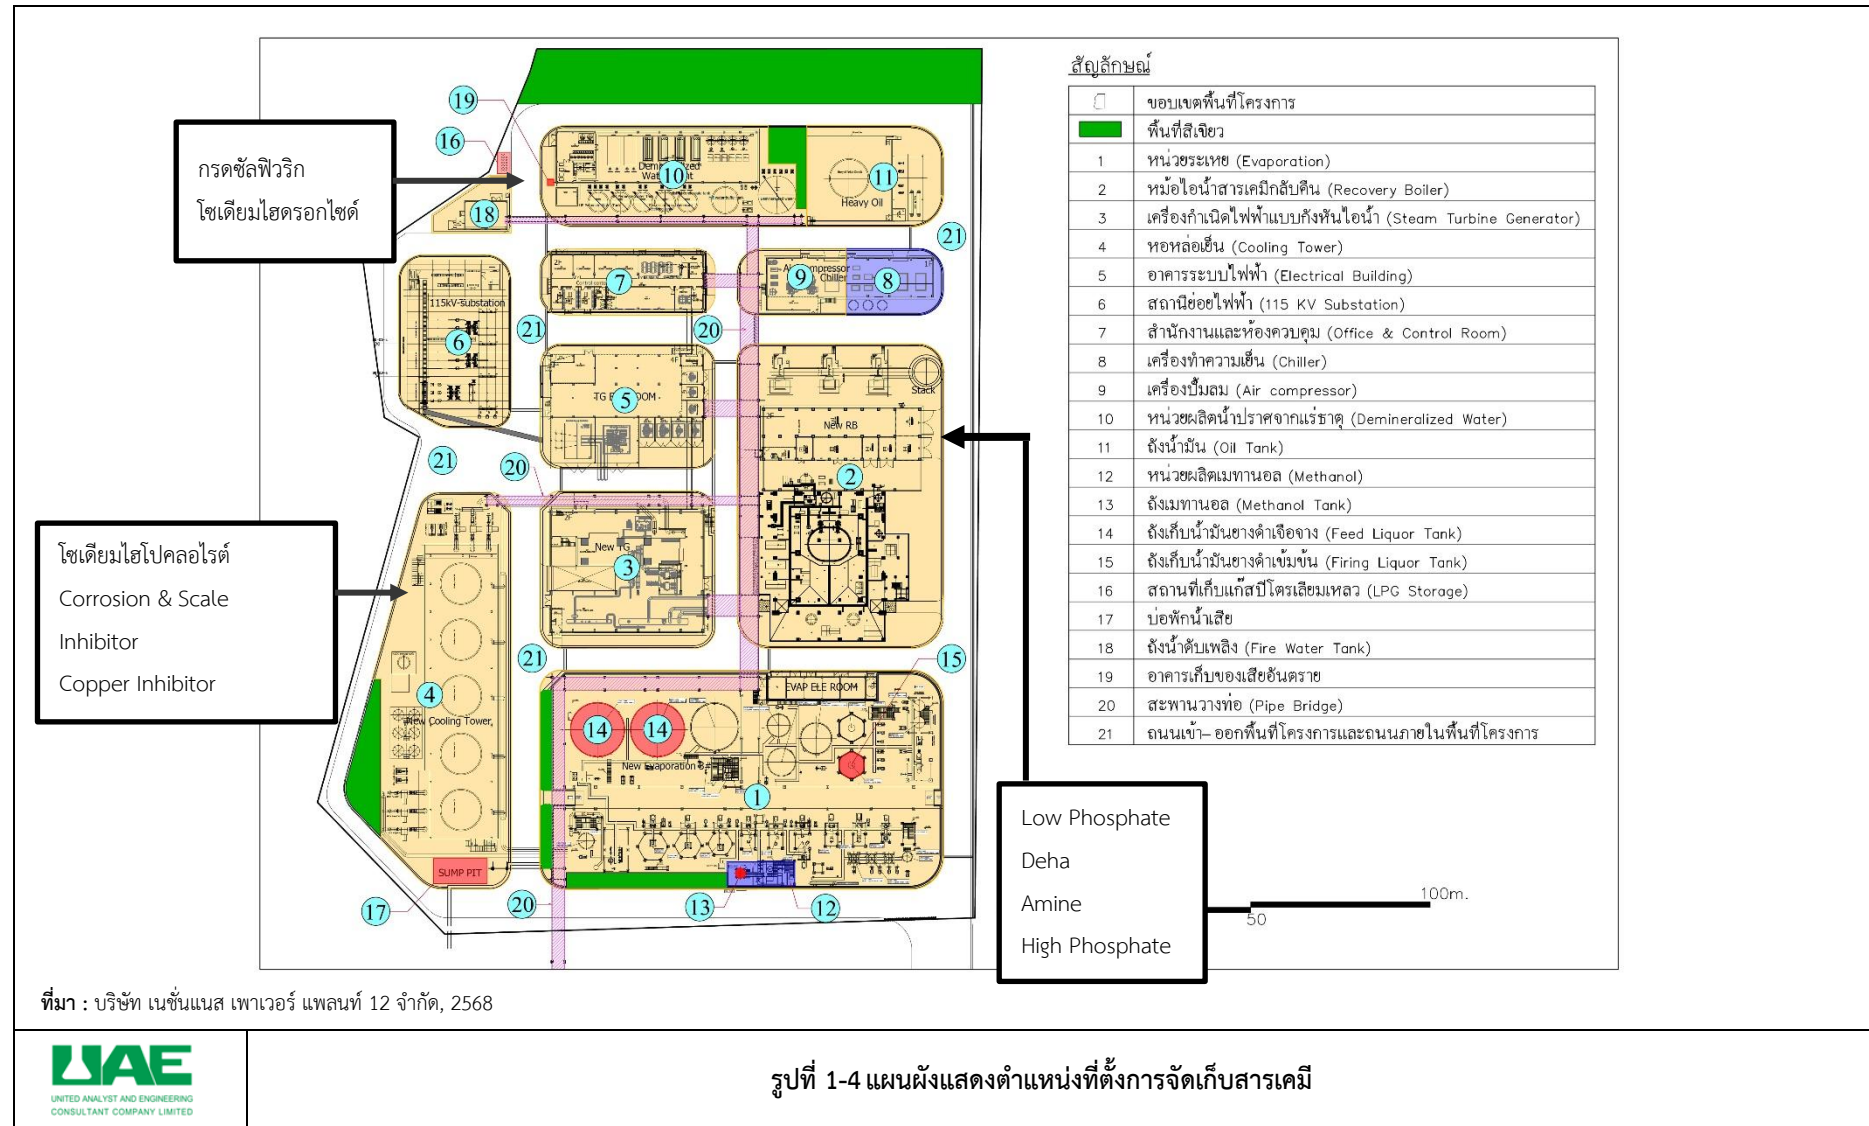 สัญลักษณ์
ขอบเขตพื้นที่โครงการ
พื้นที่สีเขียว
1 หน่วยระเหย (Evaporation)
2 หม้อไอน้ำสารเคมีกลับคืน (Recovery Boiler)
3 เครื่องกำเนิดไฟฟ้าแบบกังหันไอน้ำ (Steam Turbine Generator)
4 หอหล่อเย็น (Cooling Tower)
5 อาคารระบบไฟฟ้า (Electrical Building)
6 สถานีย่อยไฟฟ้า (115 KV Substation)
7 สำนักงานและห้องควบคุม (Office & Control Room)
8 เครื่องทำความเย็น (Chiller)
9 เครื่องปั๊มลม (Air compressor)
10 หน่วยผลิตน้ำปราศจากแร่ธาตุ (Demineralized Water)
11 ถังน้ำมัน (Oil Tank)
12 หน่วยผลิตเมทานอล (Methanol)
13 ถังเมทานอล (Methanol Tank)
14 ถังเก็บน้ำมันยางดำเจือจาง (Feed Liquor Tank)
15 ถังเก็บน้ำมันยางดำเข้มข้น (Firing Liquor Tank)
16 สถานที่เก็บแก๊สปิโตรเลียมเหลว (LPG Storage)
17 บ่อพักน้ำเสีย
18 ถังน้ำดับเพลิง (Fire Water Tank)
19 อาคารเก็บของเสียอันตราย
20 สะพานวางท่อ (Pipe Bridge)
21 ถนนเข้า-ออกพื้นที่โครงการและถนนภายในพื้นที่โครงการ
กรดซัลฟิวริก
โซเดียมไฮดรอกไซด์
โซเดียมไฮโปคลอไรต์
Corrosion & Scale
Inhibitor
Copper Inhibitor
Low Phosphate
Deha
Amine
High Phosphate
19
16
18
10
11
Heavy Oil
21
7
9
8
115kV-Substation
6
21
20
5
Stack
New RB
2
21
20
New TG
3
21
15
EVAP ELE ROOM
14
14
4
New Cooling Tower
1
SUMP PIT
17
20
13
12
50
100m.
ที่มา : บริษัท เนชั่นแนส เพาเวอร์ แพลนท์ 12 จำกัด, 2568
UAE
UNITED ANALYST AND ENGINEERING
CONSULTANT COMPANY LIMITED
รูปที่ 1-4 แผนผังแสดงตำแหน่งที่ตั้งการจัดเก็บสารเคมี